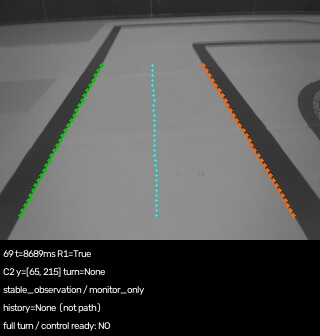 69 t=8689ms R1=True
C2 y=[65, 215] turn=None
stable_observation / monitor_only
history=None (not path)
full turn / control ready: NO